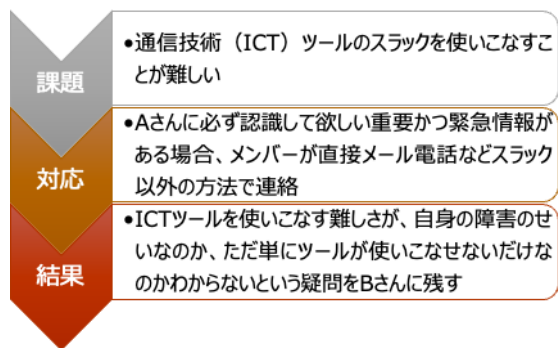 課題
•通信技術（ICT）ツールのスラックを使いこなすこ
とが難しい
対応
•Aさんに必ず認識して欲しい重要かつ緊急情報が
ある場合、メンバーが直接メール電話などスラック
以外の方法で連絡
結果
•ICTツールを使いこなす難しさが、自身の障害のせ
いなのか、ただ単にツールが使いこなせないだけな
のかわからないという疑問をBさんに残す